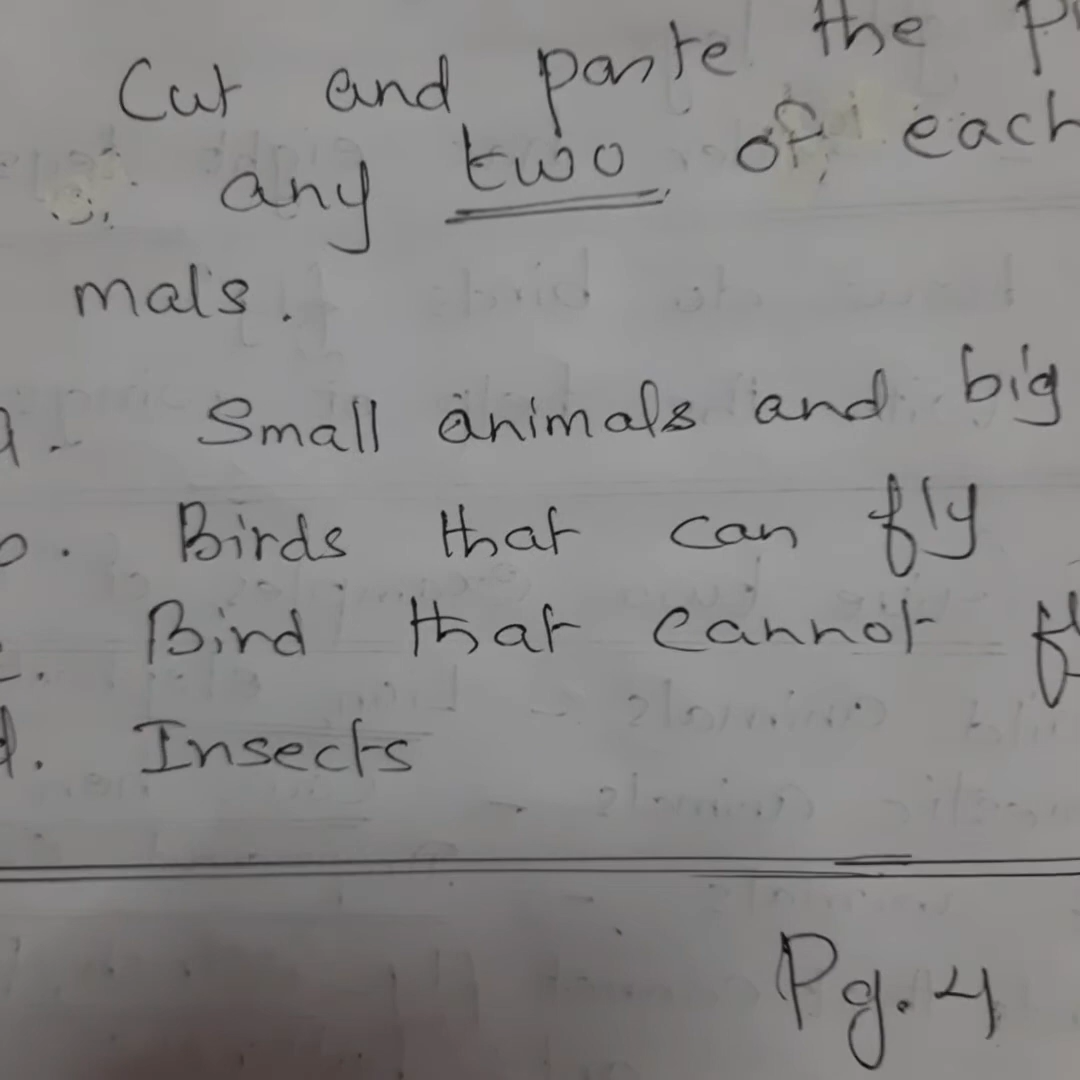 Cut and paste the
any two of each
mals.
a. Small animals and big
b. Birds that can fly
c. Bird that cannot
d. Insects
Pg.4